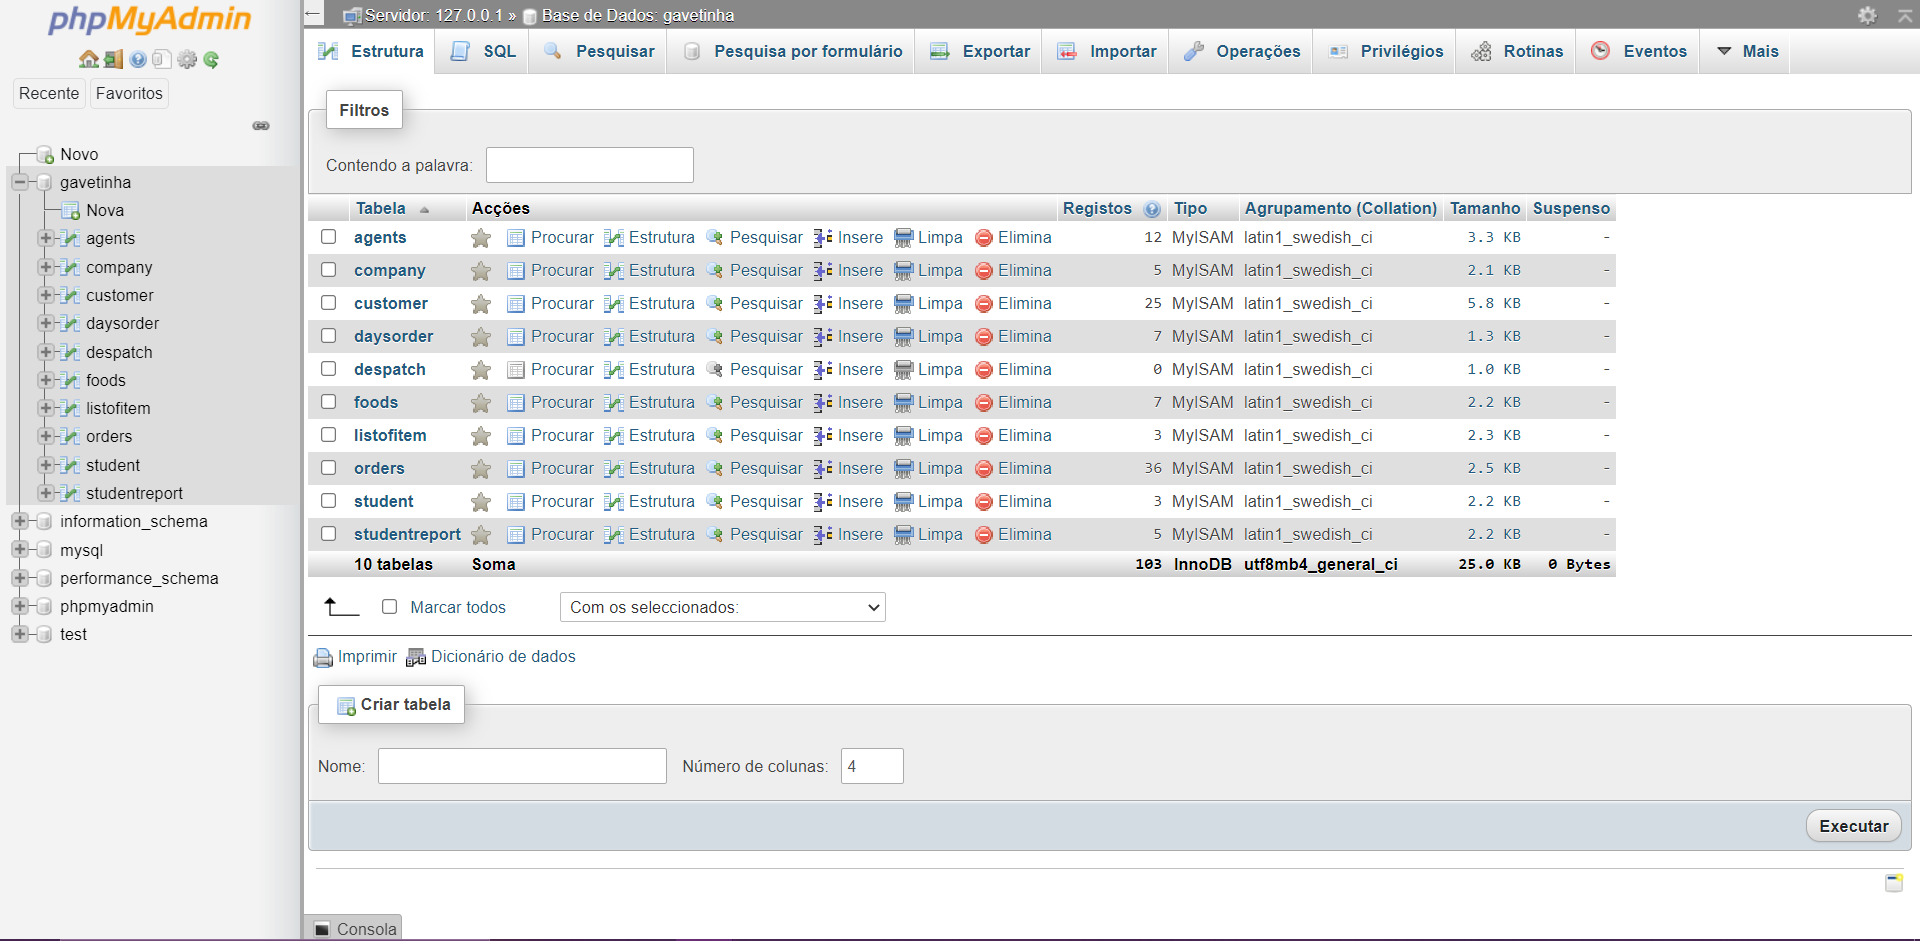 phpMyAdmin
Recente Favoritos
Novo
gavetinha
Nova
agents
company
customer
daysorder
despatch
foods
listofitem
orders
student
studentreport
information_schema
mysql
performance_schema
phpmyadmin
test
Servidor: 127.0.0.1 » Base de Dados: gavetinha
Estrutura SQL Pesquisar Pesquisa por formulário Exportar Importar Operações Privilégios Rotinas Eventos Mais
Filtros
Contendo a palavra:
Tabela Acções Registos Tipo Agrupamento (Collation) Tamanho Suspenso
agents Procurar Estrutura Pesquisar Insere Limpa Elimina 12 MyISAM latin1_swedish_ci 3.3 KB -
company Procurar Estrutura Pesquisar Insere Limpa Elimina 5 MyISAM latin1_swedish_ci 2.1 KB -
customer Procurar Estrutura Pesquisar Insere Limpa Elimina 25 MyISAM latin1_swedish_ci 5.8 KB -
daysorder Procurar Estrutura Pesquisar Insere Limpa Elimina 7 MyISAM latin1_swedish_ci 1.3 KB -
despatch Procurar Estrutura Pesquisar Insere Limpa Elimina 0 MyISAM latin1_swedish_ci 1.0 KB -
foods Procurar Estrutura Pesquisar Insere Limpa Elimina 7 MyISAM latin1_swedish_ci 2.2 KB -
listofitem Procurar Estrutura Pesquisar Insere Limpa Elimina 3 MyISAM latin1_swedish_ci 2.3 KB -
orders Procurar Estrutura Pesquisar Insere Limpa Elimina 36 MyISAM latin1_swedish_ci 2.5 KB -
student Procurar Estrutura Pesquisar Insere Limpa Elimina 3 MyISAM latin1_swedish_ci 2.2 KB -
studentreport Procurar Estrutura Pesquisar Insere Limpa Elimina 5 MyISAM latin1_swedish_ci 2.2 KB -
10 tabelas Soma 103 InnoDB utf8mb4_general_ci 25.0 KB 0 Bytes
Marcar todos Com os seleccionados:
Imprimir Dicionário de dados
Criar tabela
Nome: Número de colunas: 4
Executar
Consola